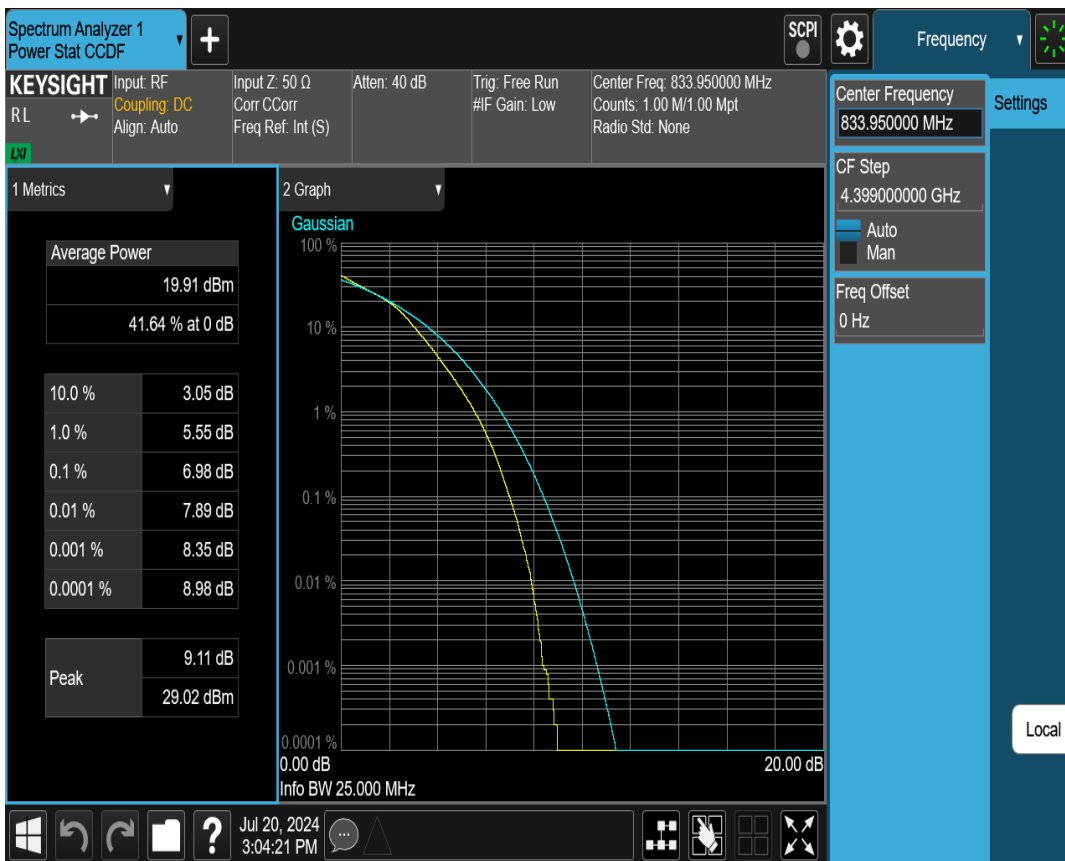 Spectrum Analyzer 1
Power Stat CCDF
SCPI
Frequency
KEYSIGHT
RL
LXI
Input: RF
Coupling: DC
Align: Auto
Input Z: 50 Ω
Corr CCorr
Freq Ref: Int (S)
Atten: 40 dB
Trig: Free Run
#IF Gain: Low
Center Freq: 833.950000 MHz
Counts: 1.00 M/1.00 Mpt
Radio Std: None
Center Frequency
833.950000 MHz
Settings
CF Step
4.399000000 GHz
Auto
Man
Freq Offset
0 Hz
1 Metrics
Average Power
19.91 dBm
41.64 % at 0 dB
10.0 % 3.05 dB
1.0 % 5.55 dB
0.1 % 6.98 dB
0.01 % 7.89 dB
0.001 % 8.35 dB
0.0001 % 8.98 dB
Peak
9.11 dB
29.02 dBm
2 Graph
Gaussian
100 %
10 %
1 %
0.1 %
0.01 %
0.001 %
0.0001 %
0.00 dB 20.00 dB
Info BW 25.000 MHz
Local
?
Jul 20, 2024
3:04:21 PM